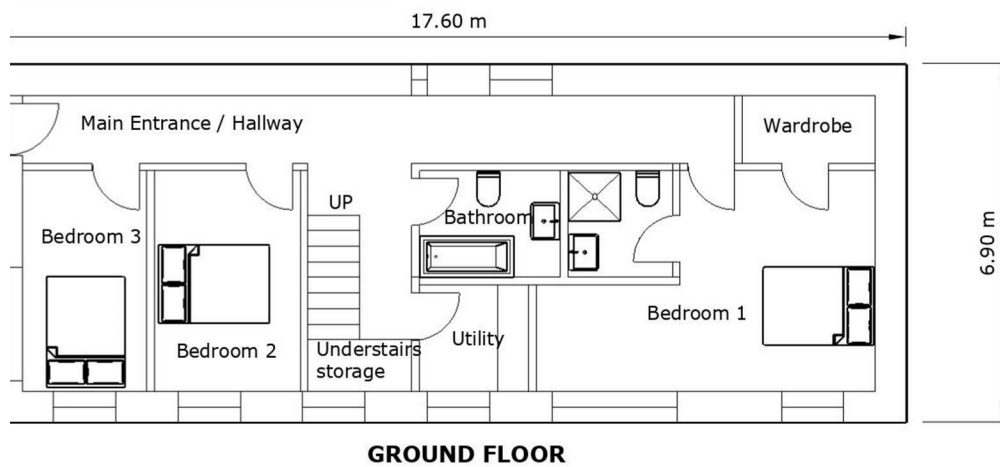 17.60 m
Main Entrance / Hallway
Wardrobe
UP
Bathroom
Bedroom 3
6.90 m
Bedroom 1
Bedroom 2
Understairs
storage
Utility
GROUND FLOOR